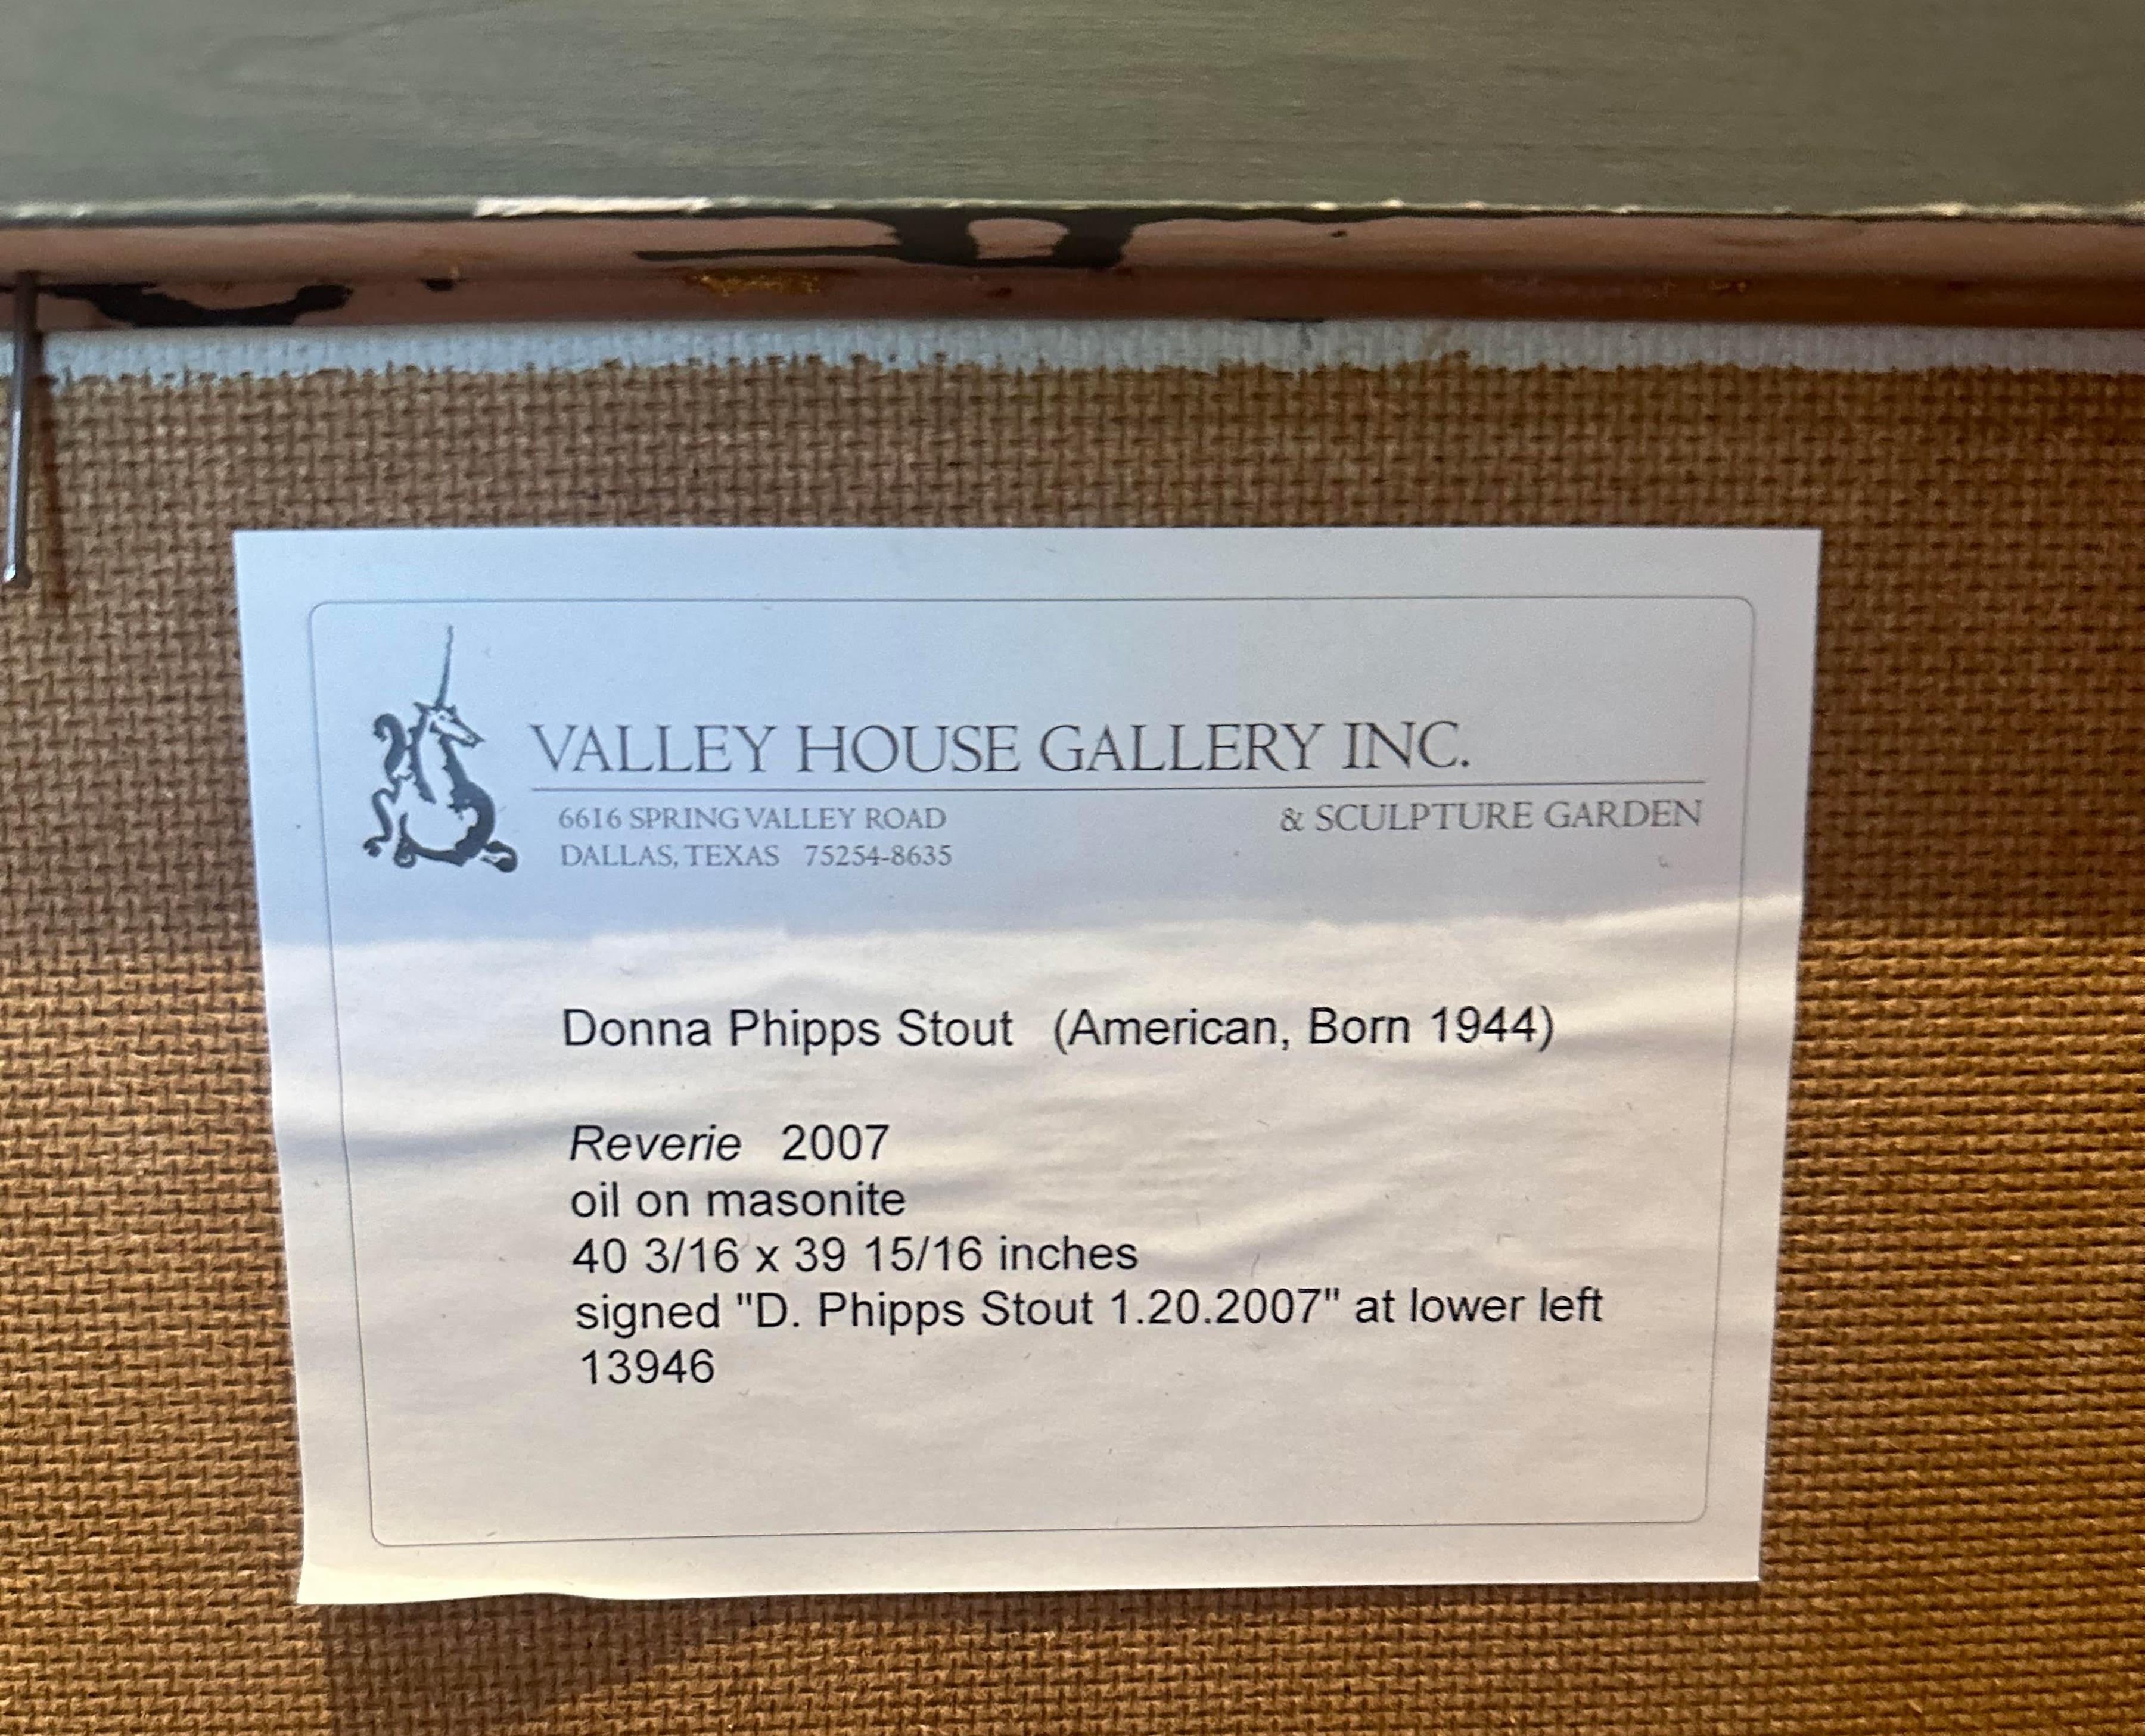 VALLEY HOUSE GALLERY INC.
& SCULPTURE GARDEN
6616 SPRING VALLEY ROAD
DALLAS, TEXAS 75254-8635
Donna Phipps Stout (American, Born 1944)
Reverie 2007
oil on masonite
40 3/16 x 39 15/16 inches
signed "D. Phipps Stout 1.20.2007" at lower left
13946